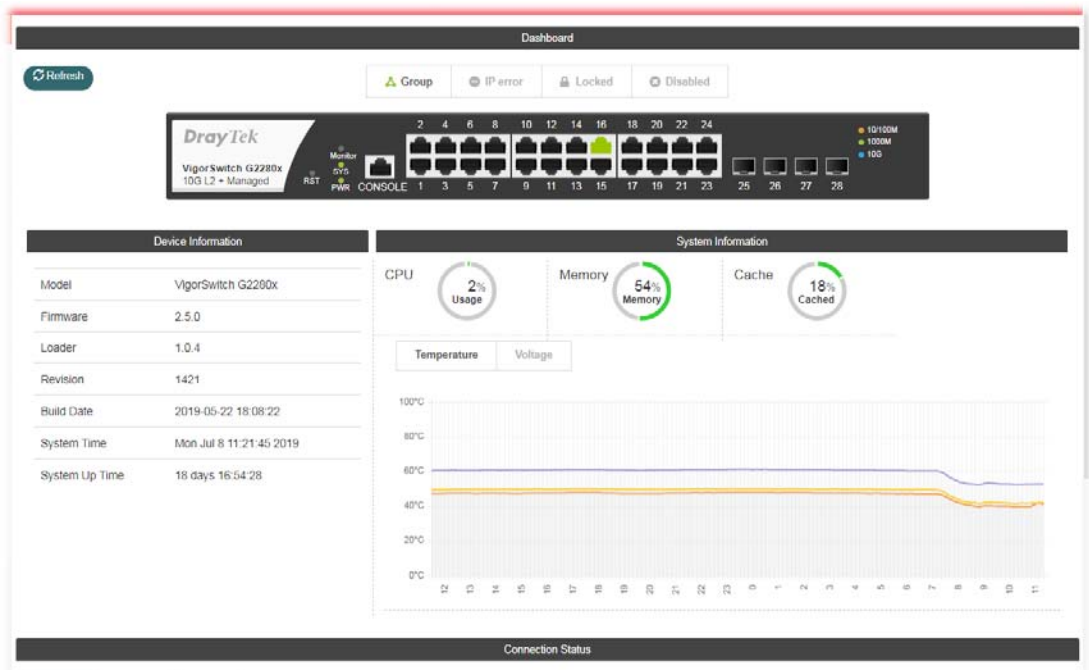 Dashboard
Refresh
Group IP error Locked Disabled
2 4 6 8 10 12 14 16 18 20 22 24
DrayTek
10/100M
1000M
10G
Monitor
VigorSwitch G2280x
SYS
10G L2 + Managed
RST PWR CONSOLE 1 3 5 7 9 11 13 15 17 19 21 23 25 26 27 28
Device Information
System Information
Model VigorSwitch G2280x
Firmware 2.5.0
Loader 1.0.4
Revision 1421
Build Date 2019-05-22 18:08:22
System Time Mon Jul 8 11:21:45 2019
System Up Time 18 days 16:54:28
CPU 2% Usage
Memory 54% Memory
Cache 18% Cached
Temperature Voltage
100°C
80°C
60°C
40°C
20°C
0°C
12 13 14 15 16 17 18 19 20 21 22 23 0 1 2 3 4 5 6 7 8 9 10 11
Connection Status